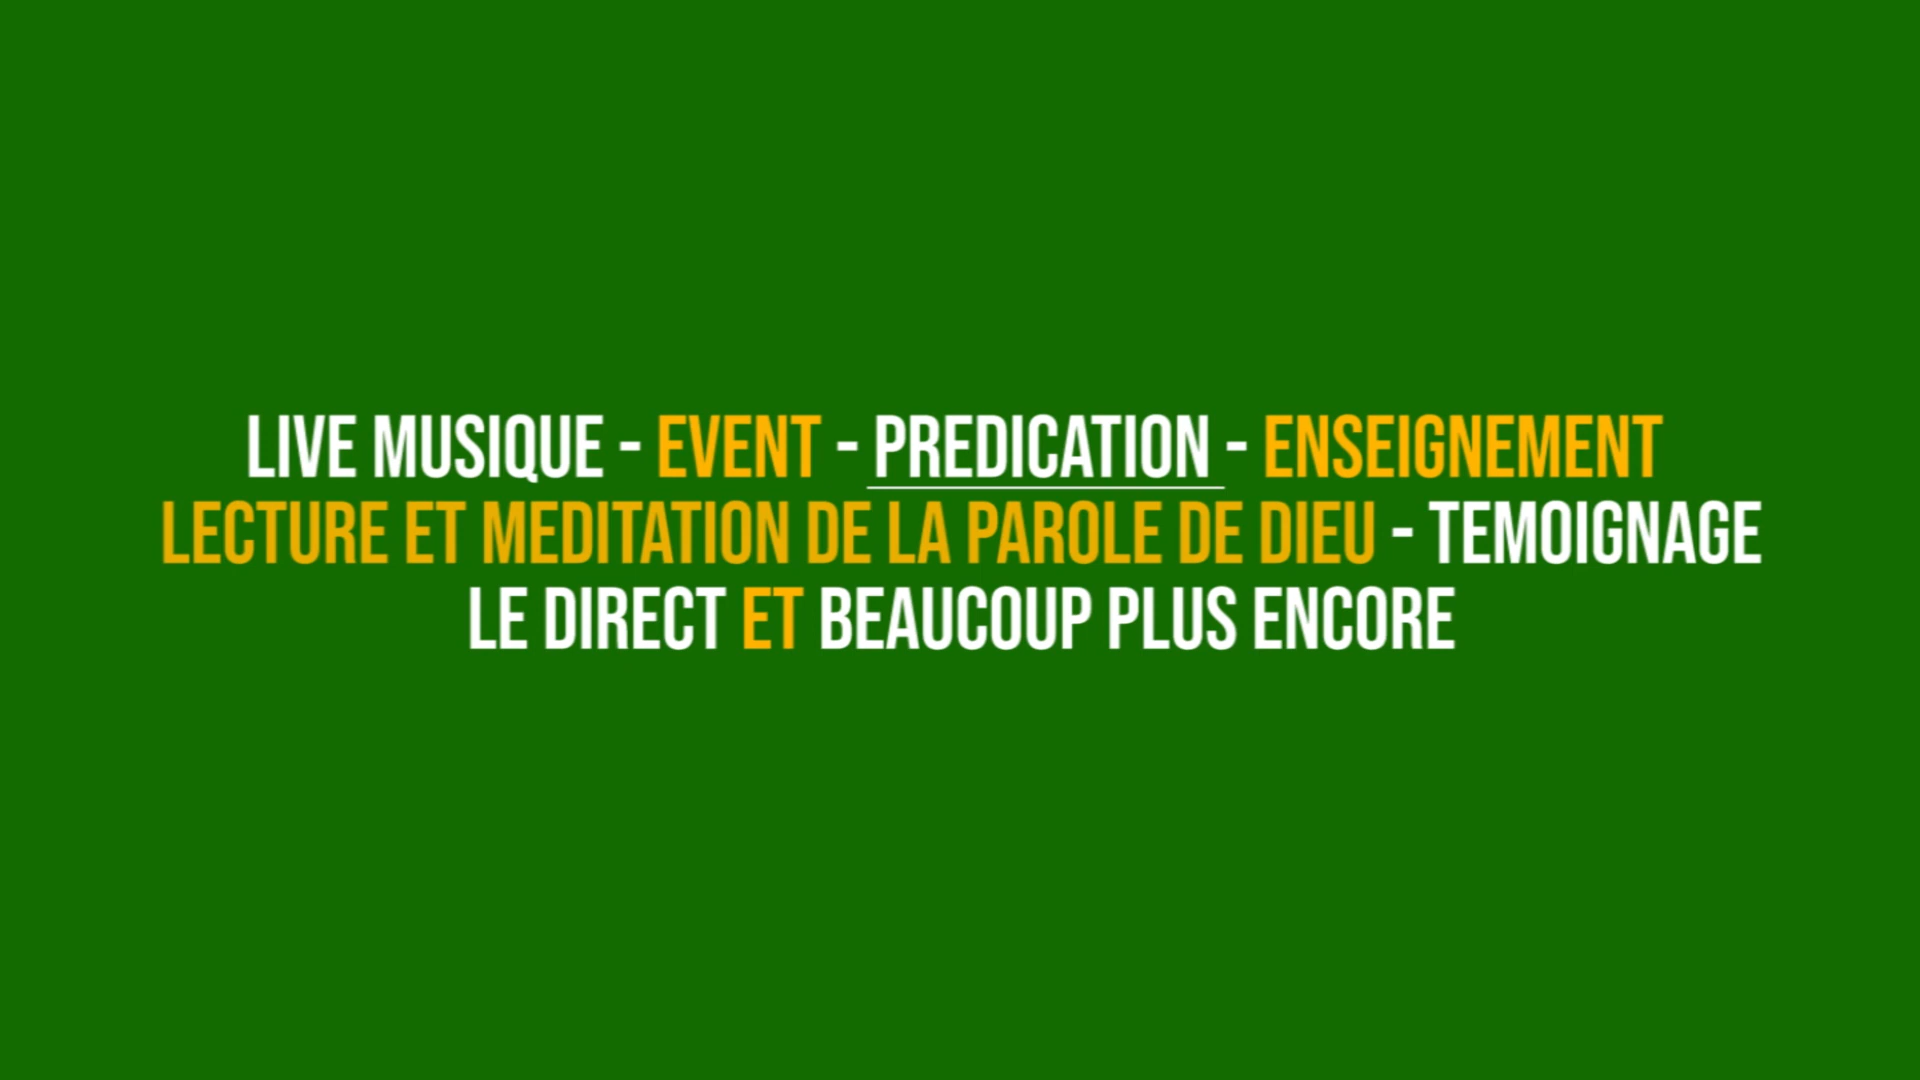 LIVE MUSIQUE - EVENT - PREDICATION - ENSEIGNEMENT
LECTURE ET MEDITATION DE LA PAROLE DE DIEU - TEMOIGNAGE
LE DIRECT ET BEAUCOUP PLUS ENCORE